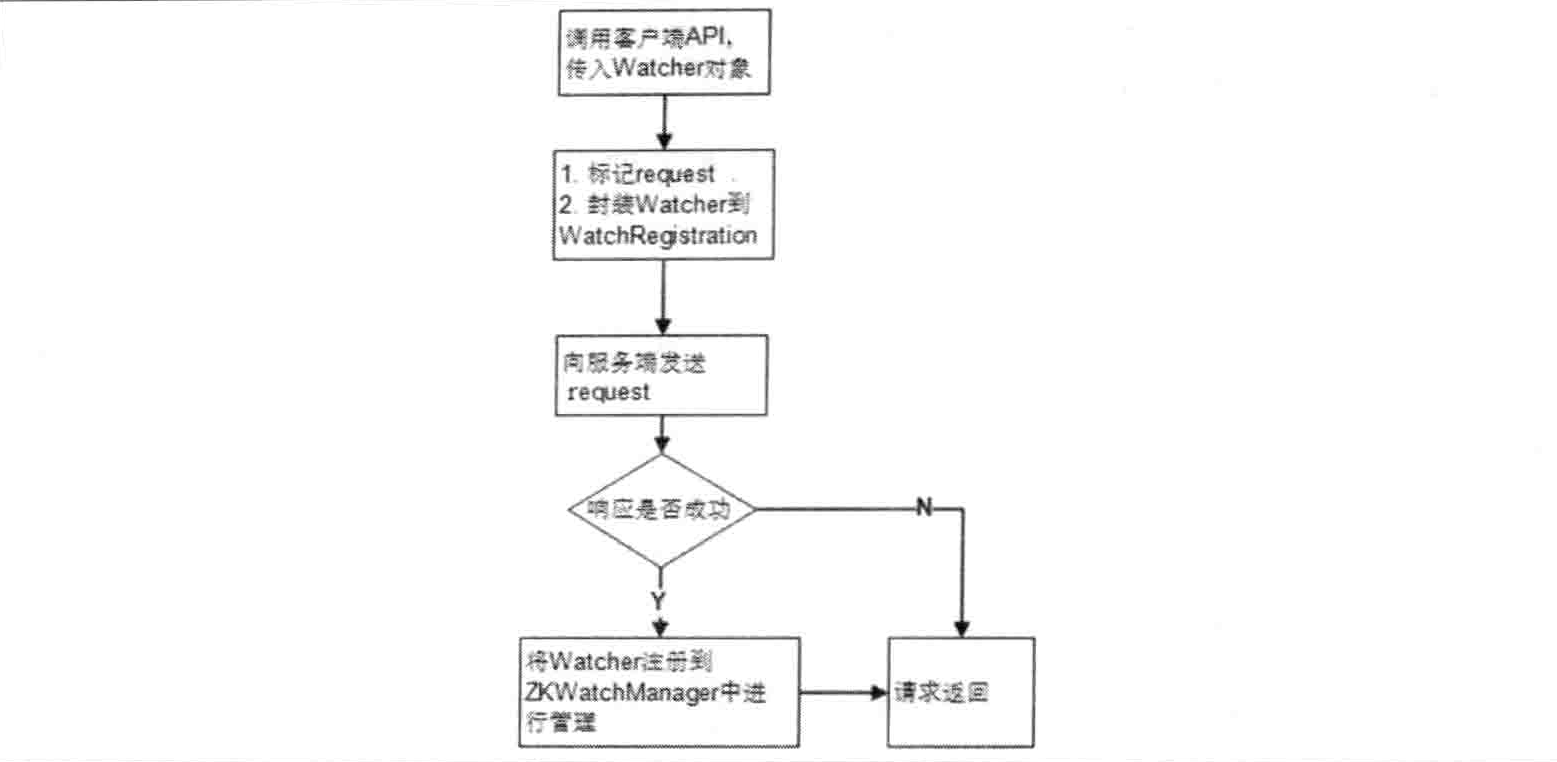 调用客户端API,
传入Watcher对象
1. 标记request
2. 封装Watcher到
WatchRegistration
向服务端发送
request
响应是否成功
N
Y
将Watcher注册到
ZKWatchManager中进
行管理
请求返回